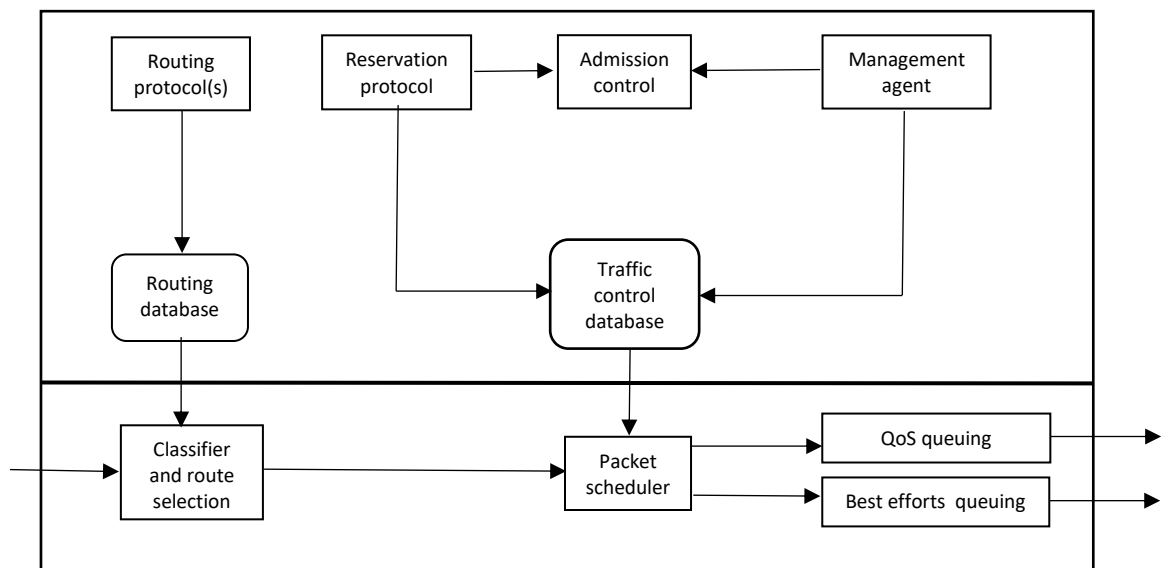 Routing
protocol(s)
Reservation
protocol
Admission
control
Management
agent
Routing
database
Traffic
control
database
Classifier
and route
selection
Packet
scheduler
QoS queuing
Best efforts queuing